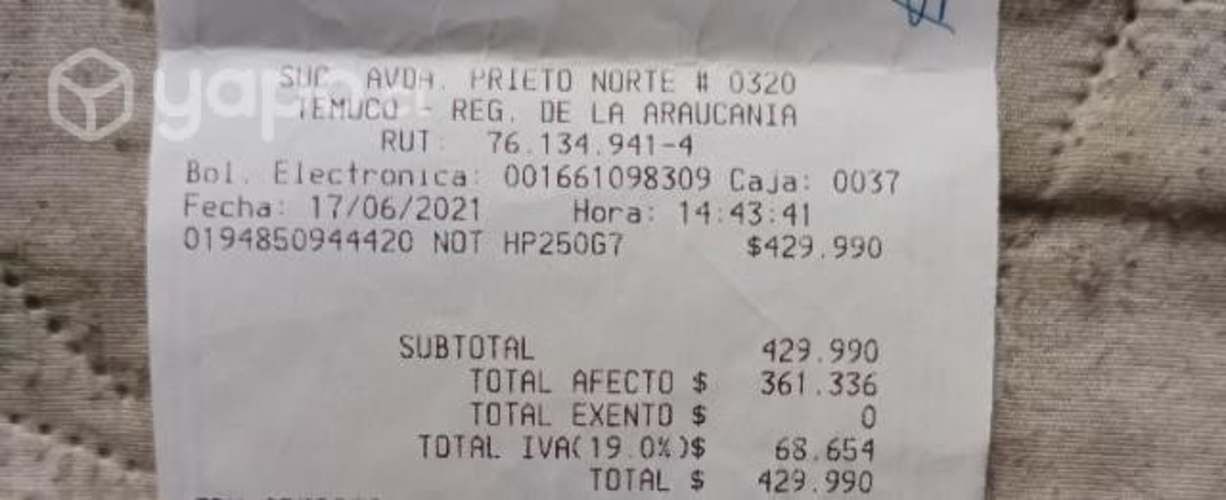 SUC. AVDA. PRIETO NORTE # 0320
TEMUCO - REG. DE LA ARAUCANIA
RUT: 76.134.941-4
Bol. Electronica: 001661098309 Caja: 0037
Fecha: 17/06/2021 Hora: 14:43:41
0194850944420 NOT HP250G7 $429.990
SUBTOTAL 429.990
TOTAL AFECTO $ 361.336
TOTAL EXENTO $ 0
TOTAL IVA(19.0%)$ 68.654
TOTAL $ 429.990